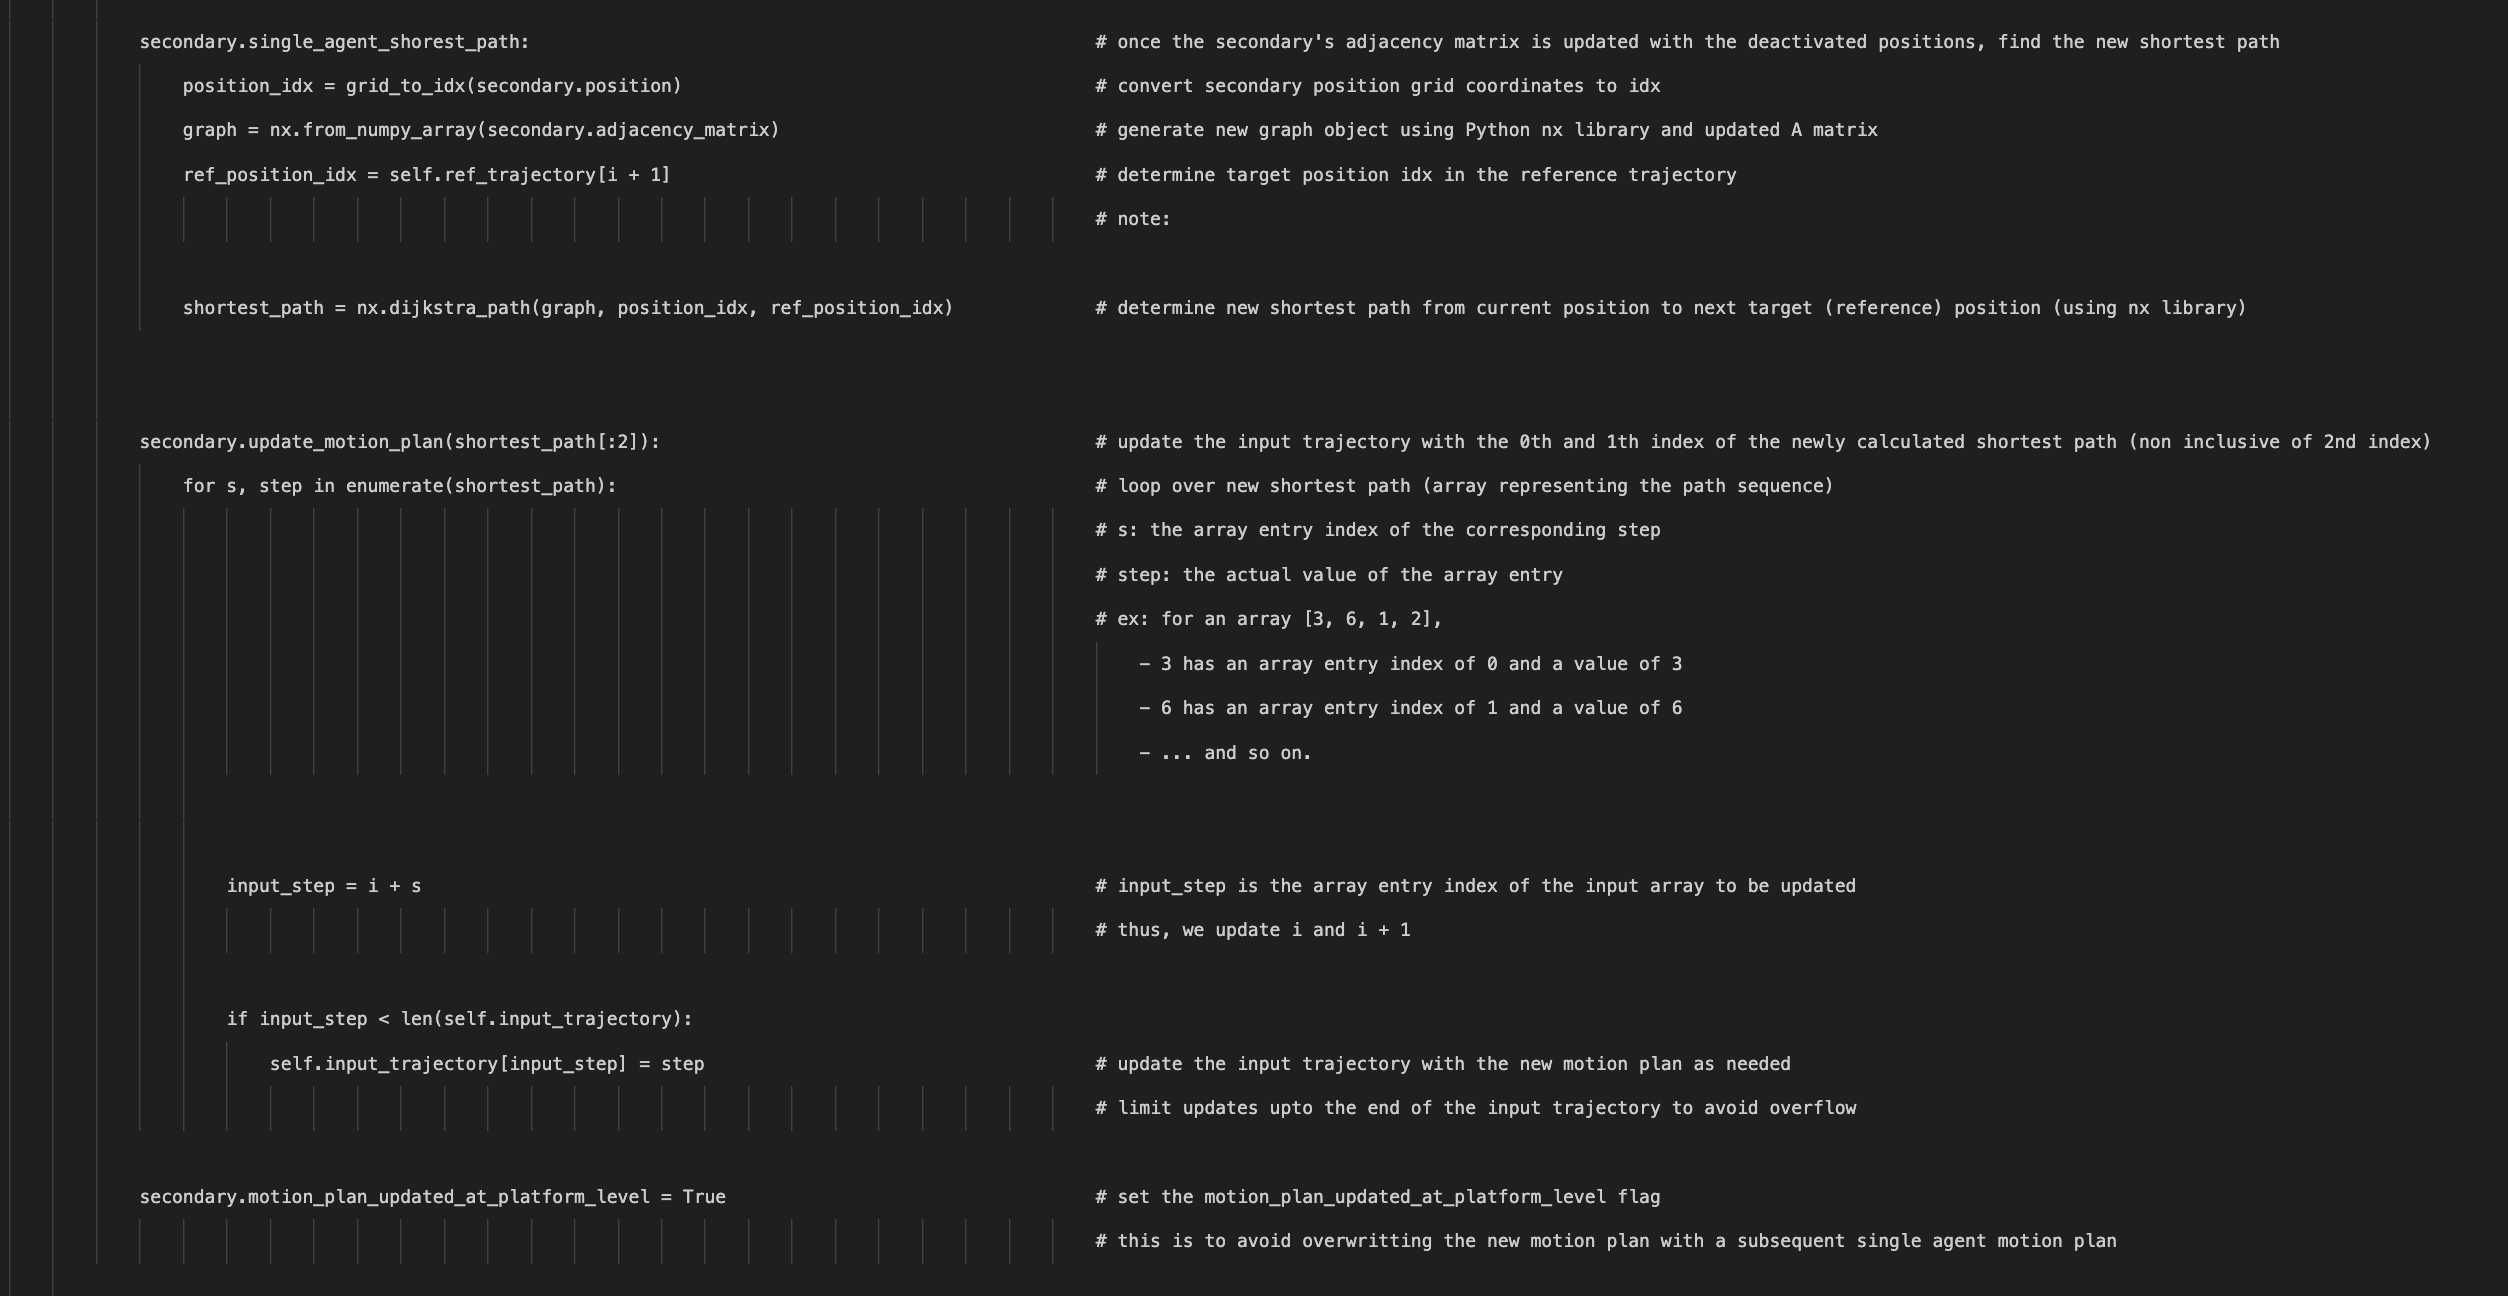 secondary.single_agent_shorest_path: # once the secondary's adjacency matrix is updated with the deactivated positions, find the new shortest path
position_idx = grid_to_idx(secondary.position) # convert secondary position grid coordinates to idx
graph = nx.from_numpy_array(secondary.adjacency_matrix) # generate new graph object using Python nx library and updated A matrix
ref_position_idx = self.ref_trajectory[i + 1] # determine target position idx in the reference trajectory
# note:
shortest_path = nx.dijkstra_path(graph, position_idx, ref_position_idx) # determine new shortest path from current position to next target (reference) position (using nx library)
secondary.update_motion_plan(shortest_path[:2]): # update the input trajectory with the 0th and 1th index of the newly calculated shortest path (non inclusive of 2nd index)
for s, step in enumerate(shortest_path): # loop over new shortest path (array representing the path sequence)
# s: the array entry index of the corresponding step
# step: the actual value of the array entry
# ex: for an array [3, 6, 1, 2],
- 3 has an array entry index of 0 and a value of 3
- 6 has an array entry index of 1 and a value of 6
- ... and so on.
input_step = i + s # input_step is the array entry index of the input array to be updated
# thus, we update i and i + 1
if input_step < len(self.input_trajectory):
self.input_trajectory[input_step] = step # update the input trajectory with the new motion plan as needed
# limit updates upto the end of the input trajectory to avoid overflow
secondary.motion_plan_updated_at_platform_level = True # set the motion_plan_updated_at_platform_level flag
# this is to avoid overwritting the new motion plan with a subsequent single agent motion plan